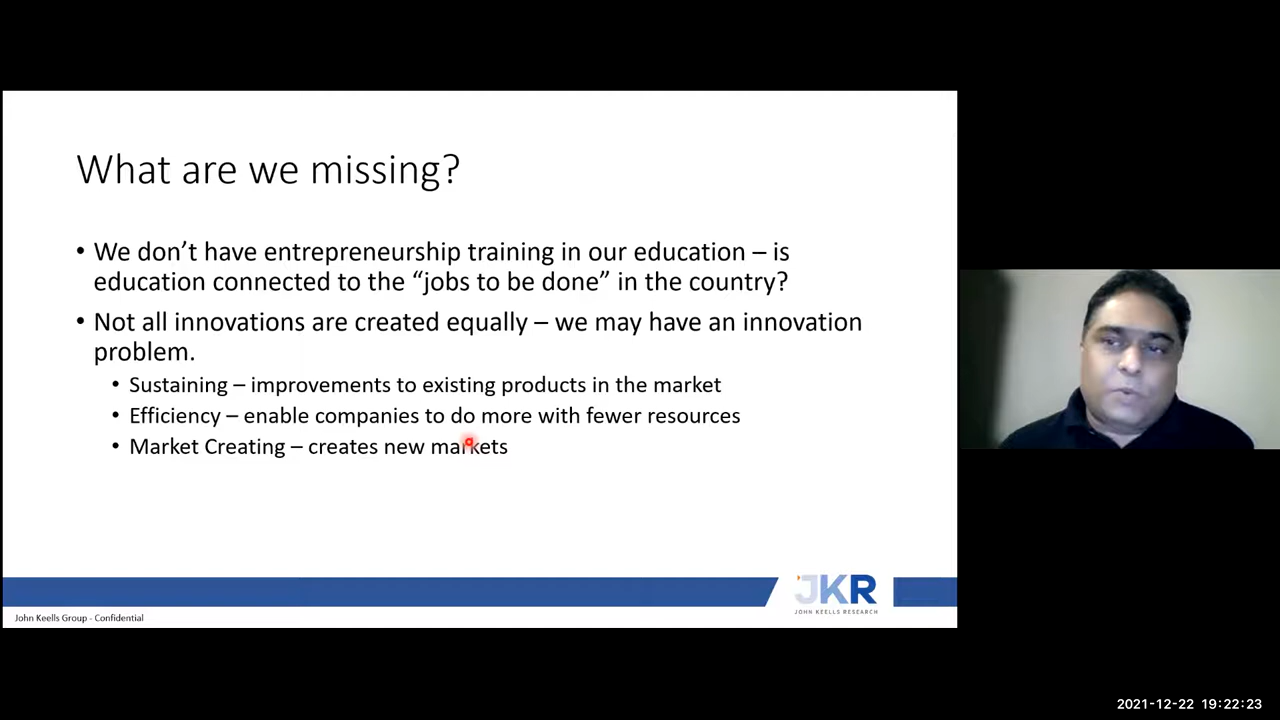 What are we missing?
• We don’t have entrepreneurship training in our education – is
education connected to the “jobs to be done” in the country?
• Not all innovations are created equally – we may have an innovation
problem.
• Sustaining – improvements to existing products in the market
• Efficiency – enable companies to do more with fewer resources
• Market Creating – creates new markets
JKR
JOHN KEELLS RESEARCH
John Keells Group - Confidential
2021-12-22 19:22:23